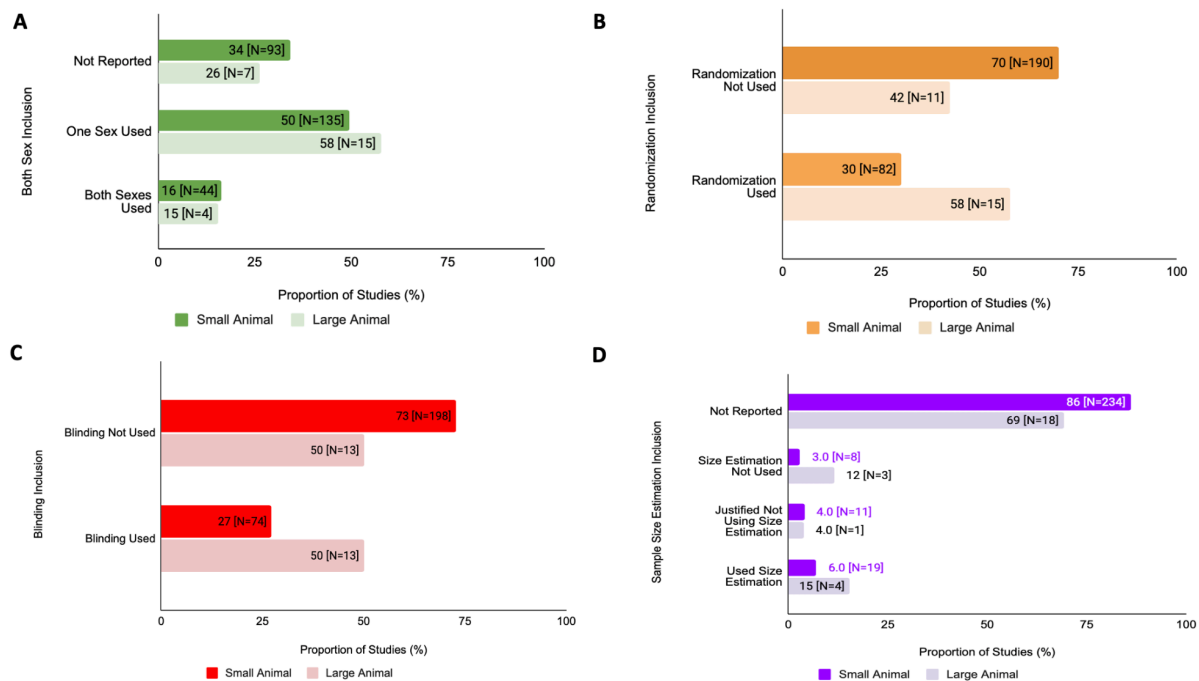 A
Both Sex Inclusion
Not Reported
34 [N=93]
26 [N=7]
One Sex Used
50 [N=135]
58 [N=15]
Both Sexes
Used
16 [N=44]
15 [N=4]
0 25 50 75 100
Proportion of Studies (%)
Small Animal Large Animal
B
Randomization Inclusion
Randomization
Not Used
70 [N=190]
42 [N=11]
Randomization
Used
30 [N=82]
58 [N=15]
0 25 50 75 100
Proportion of Studies (%)
Small Animal Large Animal
C
Blinding Inclusion
Blinding Not Used
73 [N=198]
50 [N=13]
Blinding Used
27 [N=74]
50 [N=13]
0 25 50 75 100
Proportion of Studies (%)
Small Animal Large Animal
D
Sample Size Estimation Inclusion
Not Reported
86 [N=234]
69 [N=18]
Size Estimation
Not Used
3.0 [N=8]
12 [N=3]
Justified Not
Using Size
Estimation
4.0 [N=11]
4.0 [N=1]
Used Size
Estimation
6.0 [N=19]
15 [N=4]
0 25 50 75 100
Proportion of Studies (%)
Small Animal Large Animal